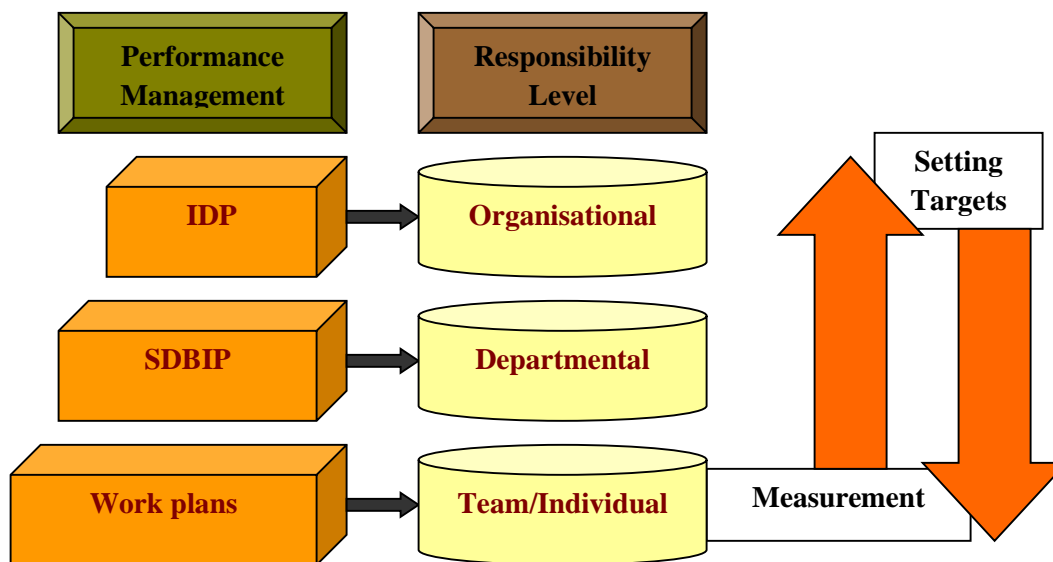 Performance
Management
Responsibility
Level
Setting
Targets
IDP
Organisational
SDBIP
Departmental
Work plans
Team/Individual
Measurement